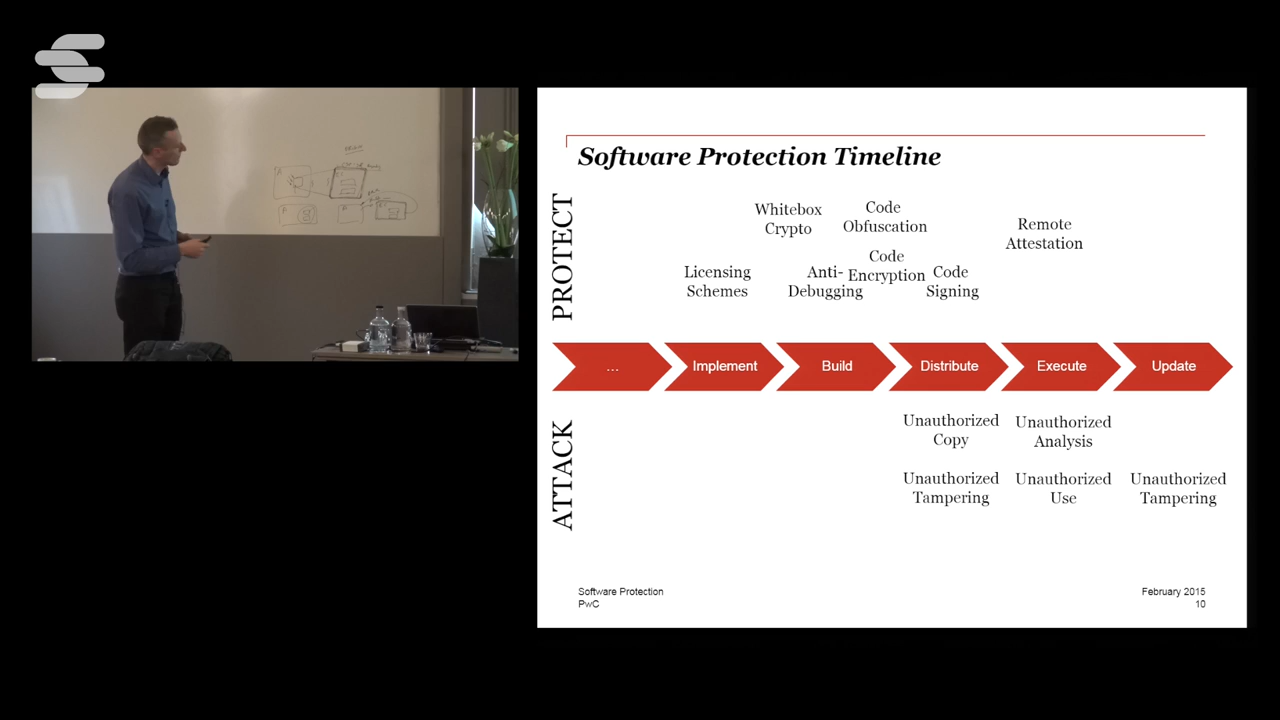 Software Protection Timeline
PROTECT
Whitebox
Crypto
Code
Obfuscation
Remote
Attestation
Licensing
Schemes
Anti-
Debugging
Code
Encryption
Code
Signing
...
Implement
Build
Distribute
Execute
Update
ATTACK
Unauthorized
Copy
Unauthorized
Analysis
Unauthorized
Tampering
Unauthorized
Use
Unauthorized
Tampering
Software Protection
PwC
February 2015
10